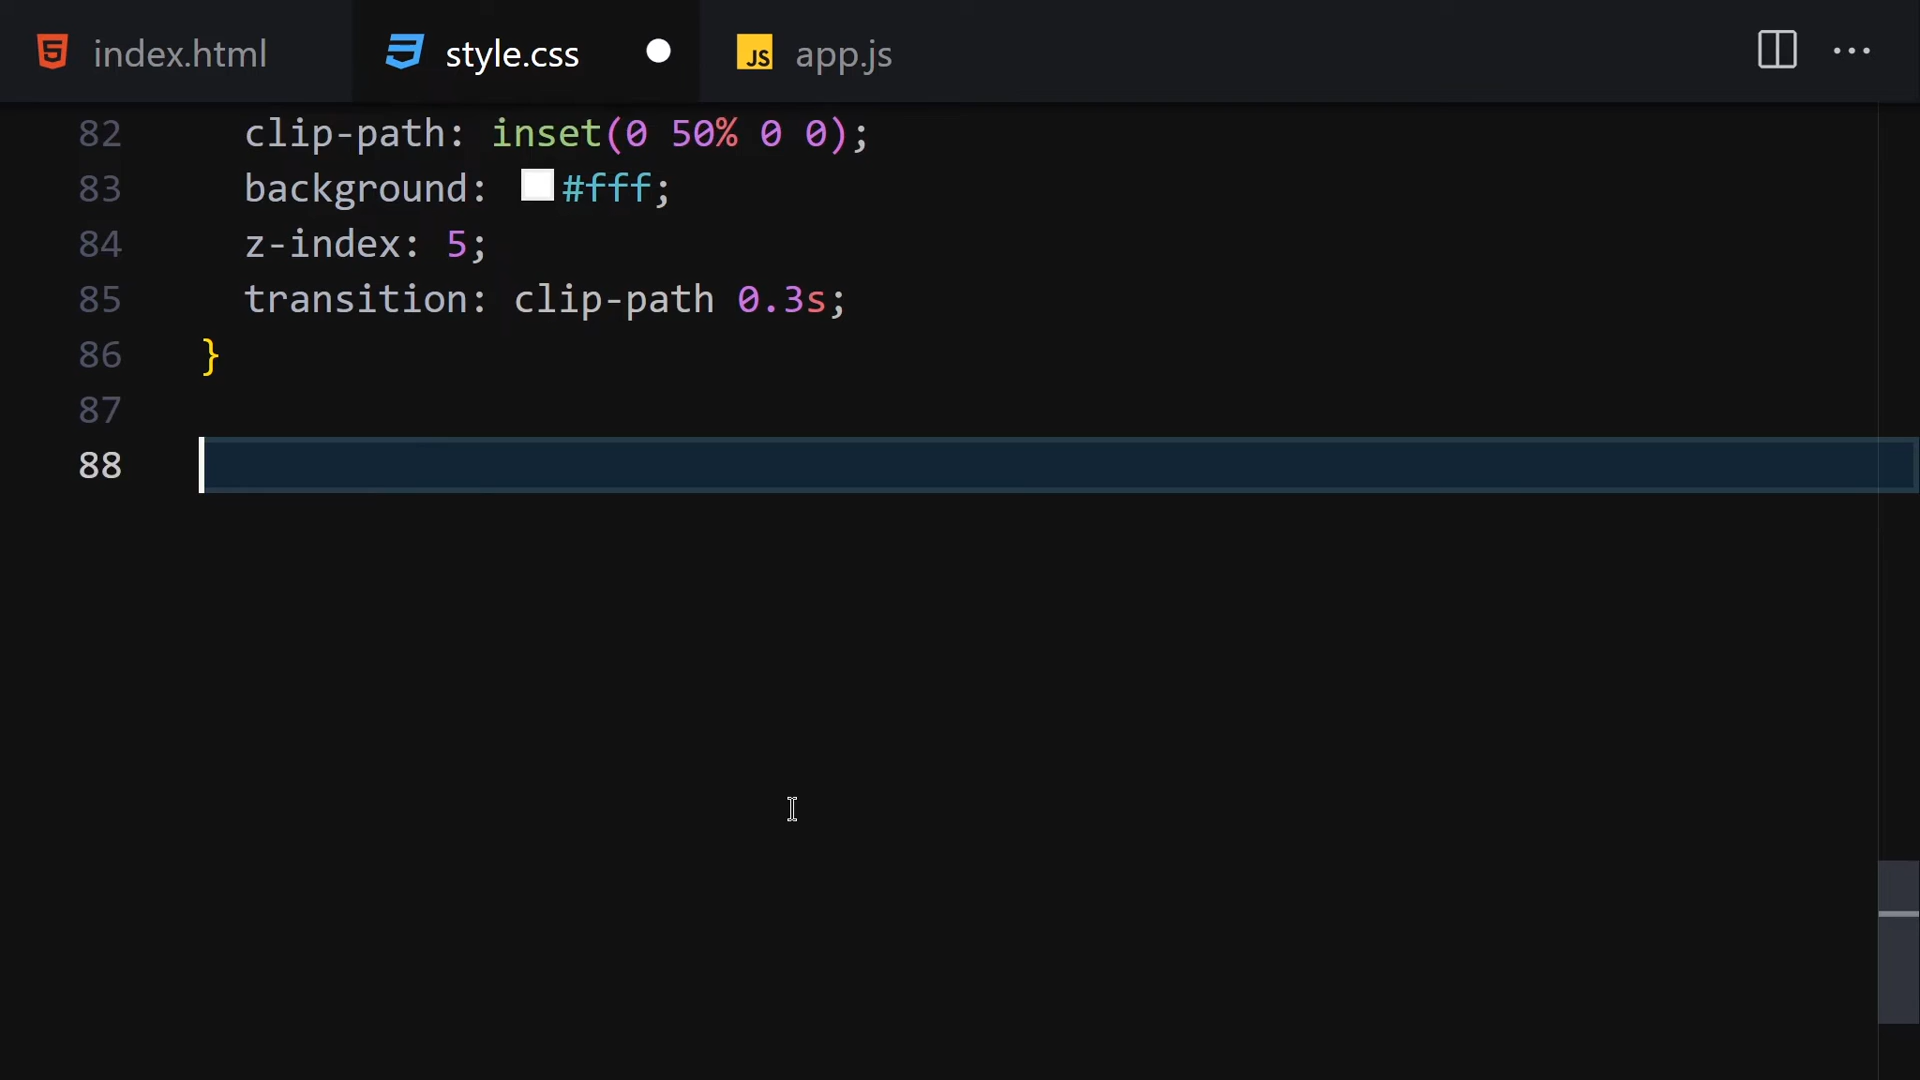 index.html style.css JS app.js
82 clip-path: inset(0 50% 0 0);
83 background: #fff;
84 z-index: 5;
85 transition: clip-path 0.3s;
86 }
87
88